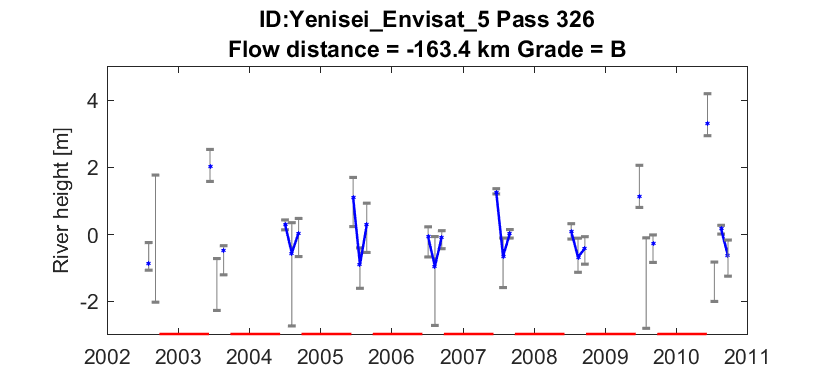 ID:Yenisei_Envisat_5 Pass 326
Flow distance = -163.4 km Grade = B
River height [m]
4
2
0
-2
2002 2003 2004 2005 2006 2007 2008 2009 2010 2011